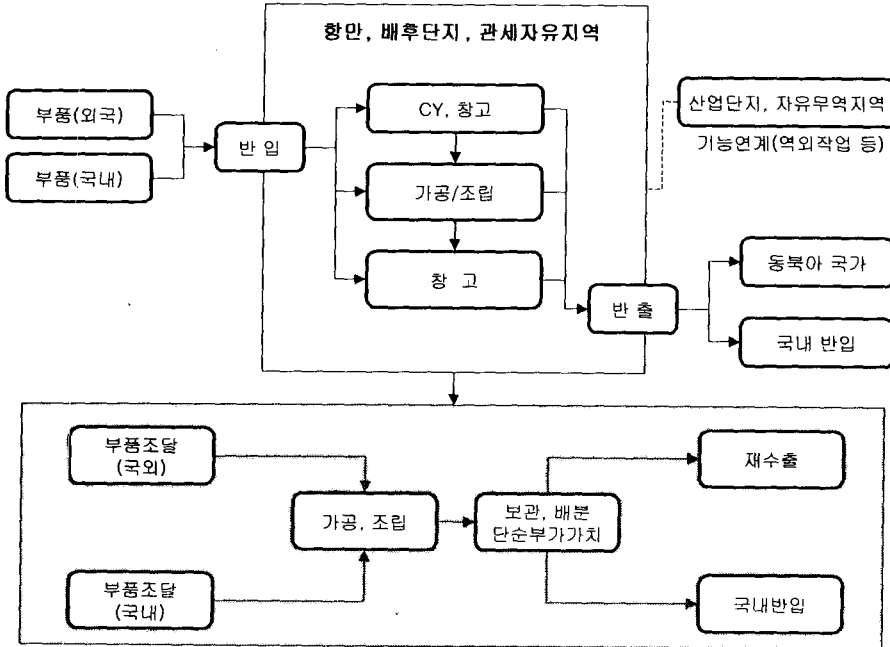 항만, 배후단지, 관세자유지역
부품(외국)
부품(국내)
반 입
CY, 창고
가공/조립
창 고
산업단지, 자유무역지역
기능연계(역외작업 등)
반 출
동북아 국가
국내 반입
부품조달
(국외)
부품조달
(국내)
가공, 조립
보관, 배분
단순부가가치
재수출
국내반입